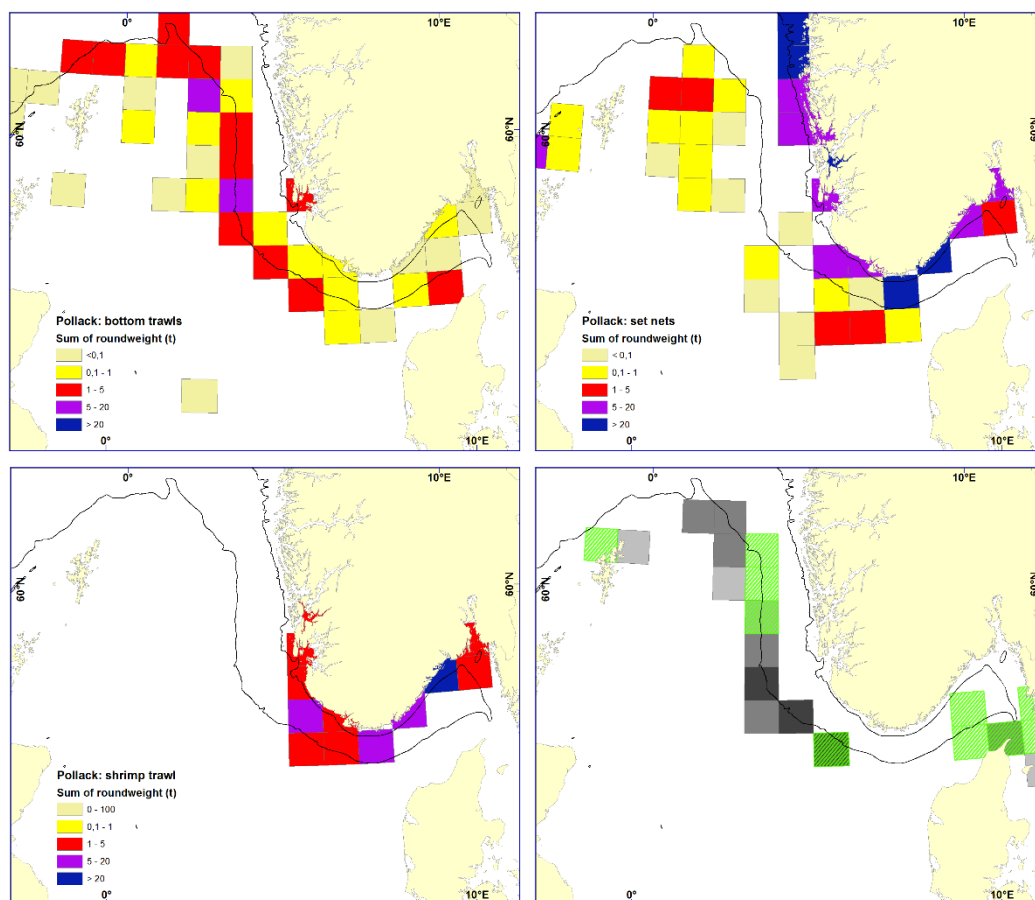 0°
10°E
60°N
60°N
Pollack: bottom trawls
Sum of roundweight (t)
<0,1
0,1 - 1
1 - 5
5 - 20
> 20
0°
10°E
0°
10°E
60°N
60°N
Pollack: set nets
Sum of roundweight (t)
<0,1
0,1 - 1
1 - 5
5 - 20
> 20
0°
10°E
0°
10°E
60°N
60°N
Pollack: shrimp trawl
Sum of roundweight (t)
0 - 100
0,1 - 1
1 - 5
5 - 20
> 20
0°
10°E
0°
10°E
60°N
60°N
0°
10°E